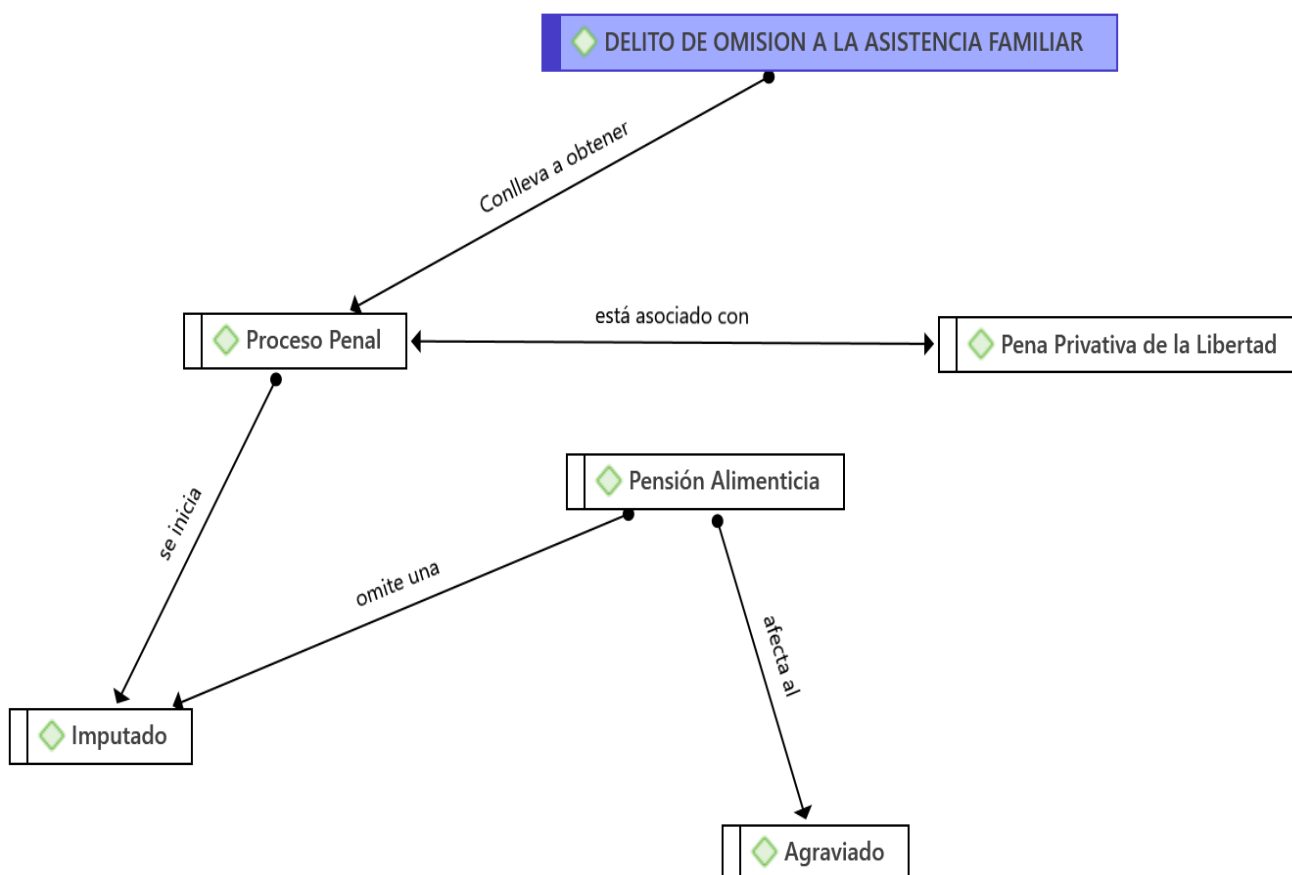 DELITO DE OMISION A LA ASISTENCIA FAMILIAR
Conlleva a obtener
está asociado con
Proceso Penal
Pena Privativa de la Libertad
Pensión Alimenticia
se inicia
omite una
afecta al
Imputado
Agraviado